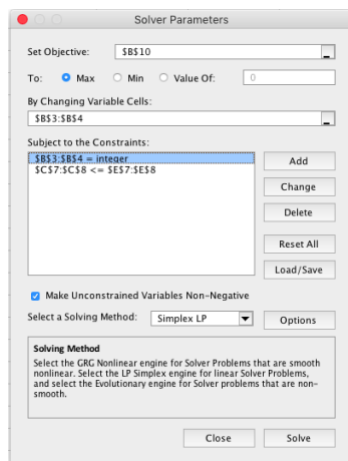 Solver Parameters
Set Objective: $B$10
To: Max Min Value Of: 0
By Changing Variable Cells:
$B$3:$B$4
Subject to the Constraints:
$B$3:$B$4 = integer
$C$7:$C$8 <= $E$7:$E$8
Add
Change
Delete
Reset All
Load/Save
Make Unconstrained Variables Non-Negative
Select a Solving Method: Simplex LP Options
Solving Method
Select the GRG Nonlinear engine for Solver Problems that are smooth
nonlinear. Select the LP Simplex engine for linear Solver Problems,
and select the Evolutionary engine for Solver problems that are non-
smooth.
Close Solve